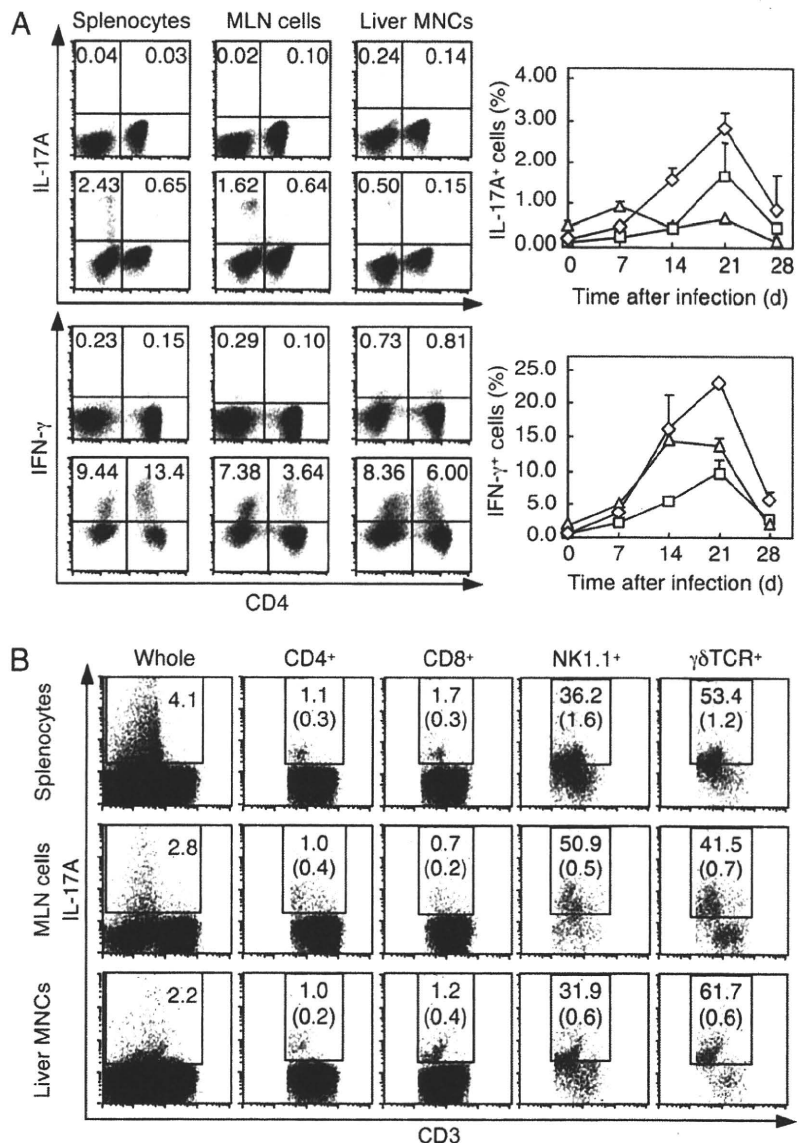 A
Splenocytes MLN cells Liver MNCs
0.04 0.03 0.02 0.10 0.24 0.14
2.43 0.65 1.62 0.64 0.50 0.15
IL-17A
0.23 0.15 0.29 0.10 0.73 0.81
9.44 13.4 7.38 3.64 8.36 6.00
IFN-γ
CD4
IL-17A⁺ cells (%)
4.00
3.00
2.00
1.00
0.00
0 7 14 21 28
Time after infection (d)
IFN-γ⁺ cells (%)
25.0
20.0
15.0
10.0
5.0
0.0
0 7 14 21 28
Time after infection (d)
B
Whole CD4⁺ CD8⁺ NK1.1⁺ γδTCR⁺
Splenocytes
4.1 1.1 1.7 36.2 53.4
(0.3) (0.3) (1.6) (1.2)
MLN cells
IL-17A
2.8 1.0 0.7 50.9 41.5
(0.4) (0.2) (0.5) (0.7)
Liver MNCs
2.2 1.0 1.2 31.9 61.7
(0.2) (0.4) (0.6) (0.6)
CD3